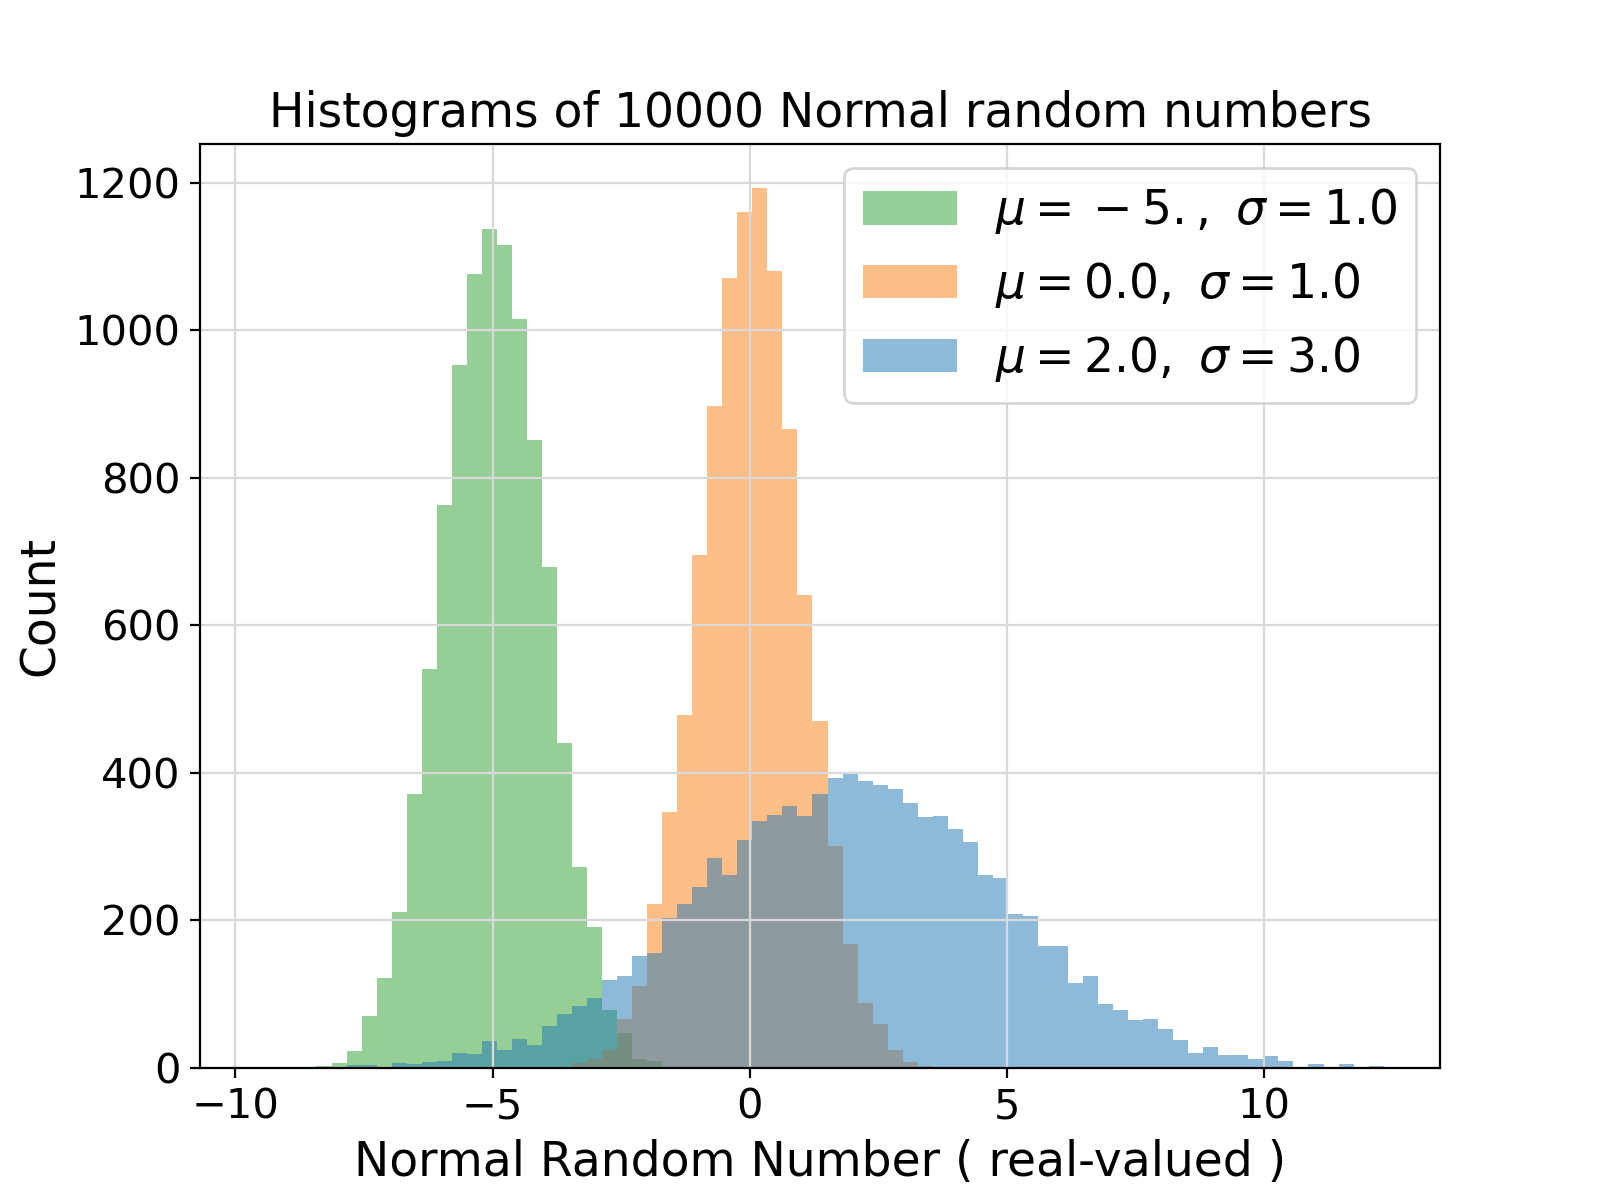 Histograms of 10000 Normal random numbers
1200
1000
800
600
400
200
0
Count
μ = −5., σ = 1.0
μ = 0.0, σ = 1.0
μ = 2.0, σ = 3.0
−10 −5 0 5 10
Normal Random Number ( real-valued )